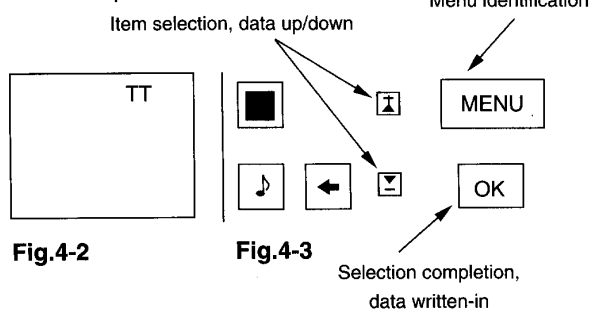 Menu identification
Item selection, data up/down
TT
MENU
OK
Fig.4-2
Fig.4-3
Selection completion,
data written-in